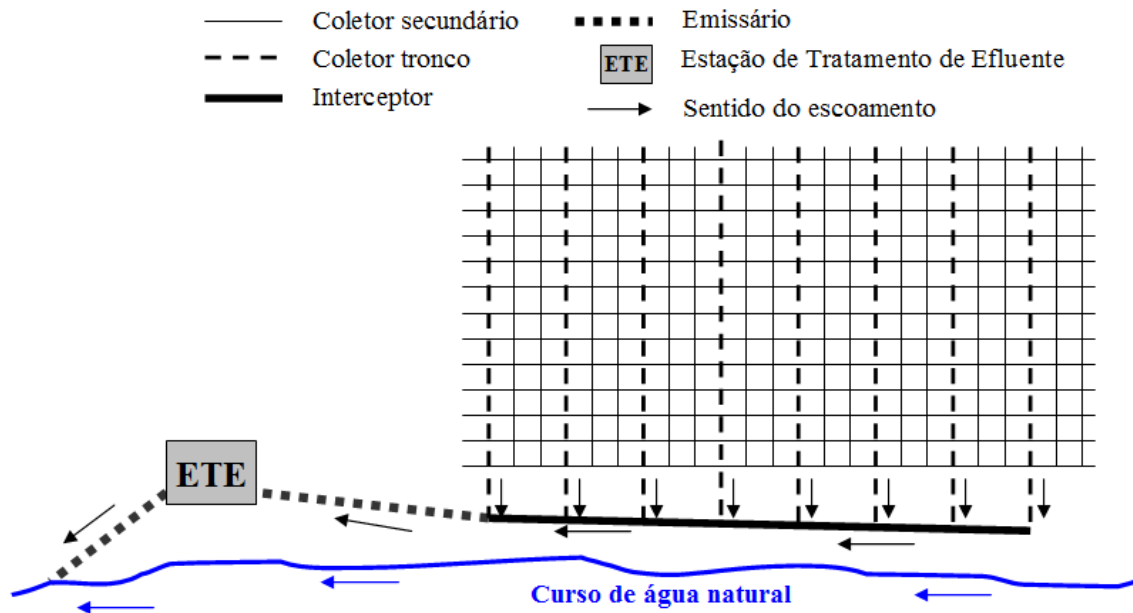 Coletor secundário
Coletor tronco
Interceptor
Emissário
ETE Estação de Tratamento de Efluente
Sentido do escoamento
ETE
Curso de água natural